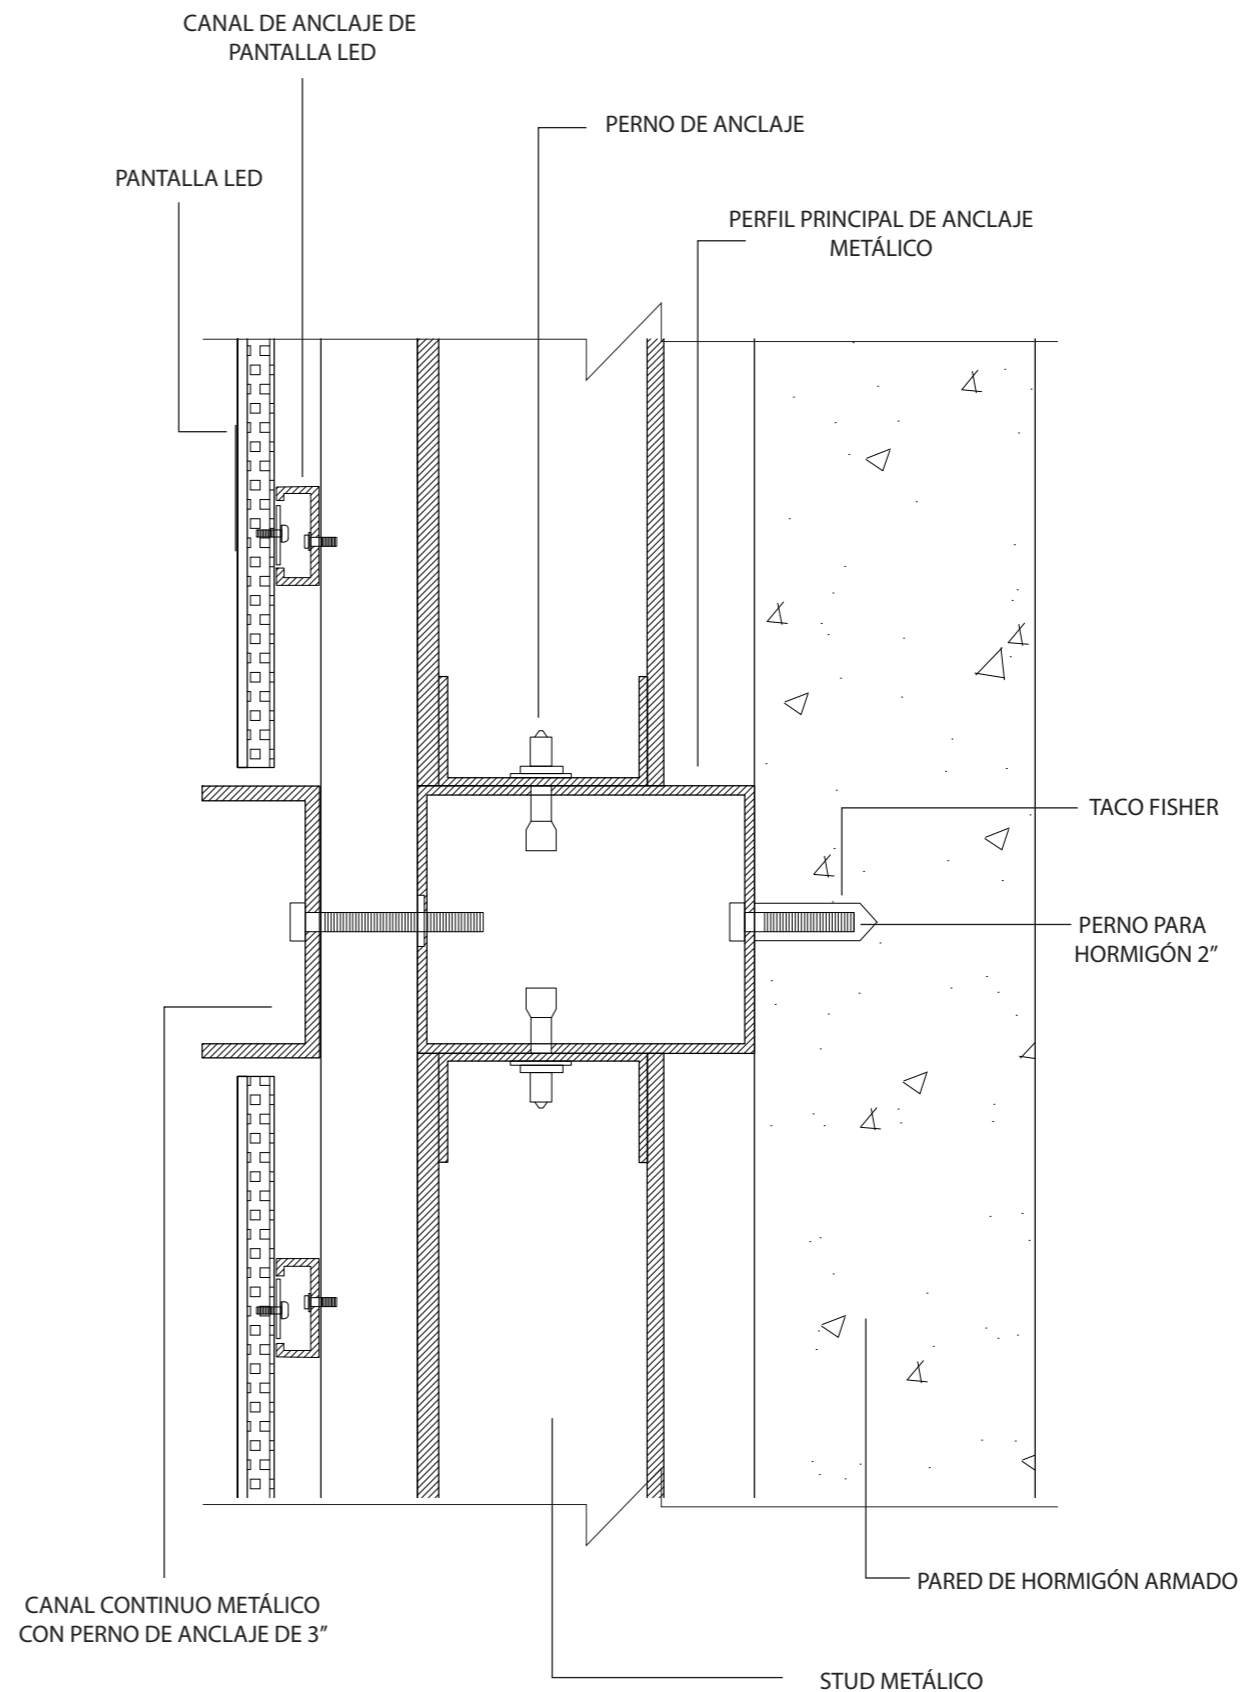 CANAL DE ANCLAJE DE
PANTALLA LED
PERNO DE ANCLAJE
PANTALLA LED
PERFIL PRINCIPAL DE ANCLAJE
METÁLICO
TACO FISHER
PERNO PARA
HORMIGÓN 2”
PARED DE HORMIGÓN ARMADO
CANAL CONTINUO METÁLICO
CON PERNO DE ANCLAJE DE 3”
STUD METÁLICO